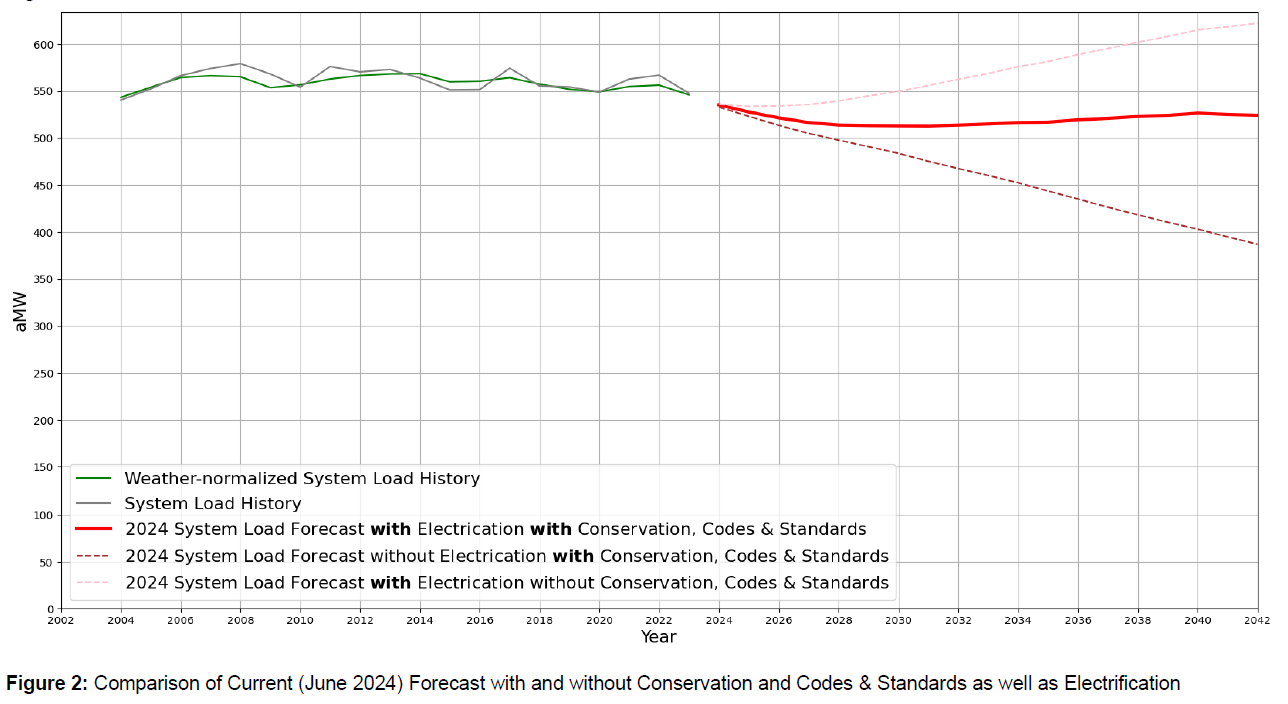 600
550
500
450
400
350
300
250
200
150
100
50
0
aMW
Weather-normalized System Load History
System Load History
2024 System Load Forecast with Electrication with Conservation, Codes & Standards
2024 System Load Forecast without Electrication with Conservation, Codes & Standards
2024 System Load Forecast with Electrication without Conservation, Codes & Standards
2002 2004 2006 2008 2010 2012 2014 2016 2018 2020 2022 2024 2026 2028 2030 2032 2034 2036 2038 2040 2042
Year
Figure 2: Comparison of Current (June 2024) Forecast with and without Conservation and Codes & Standards as well as Electrification